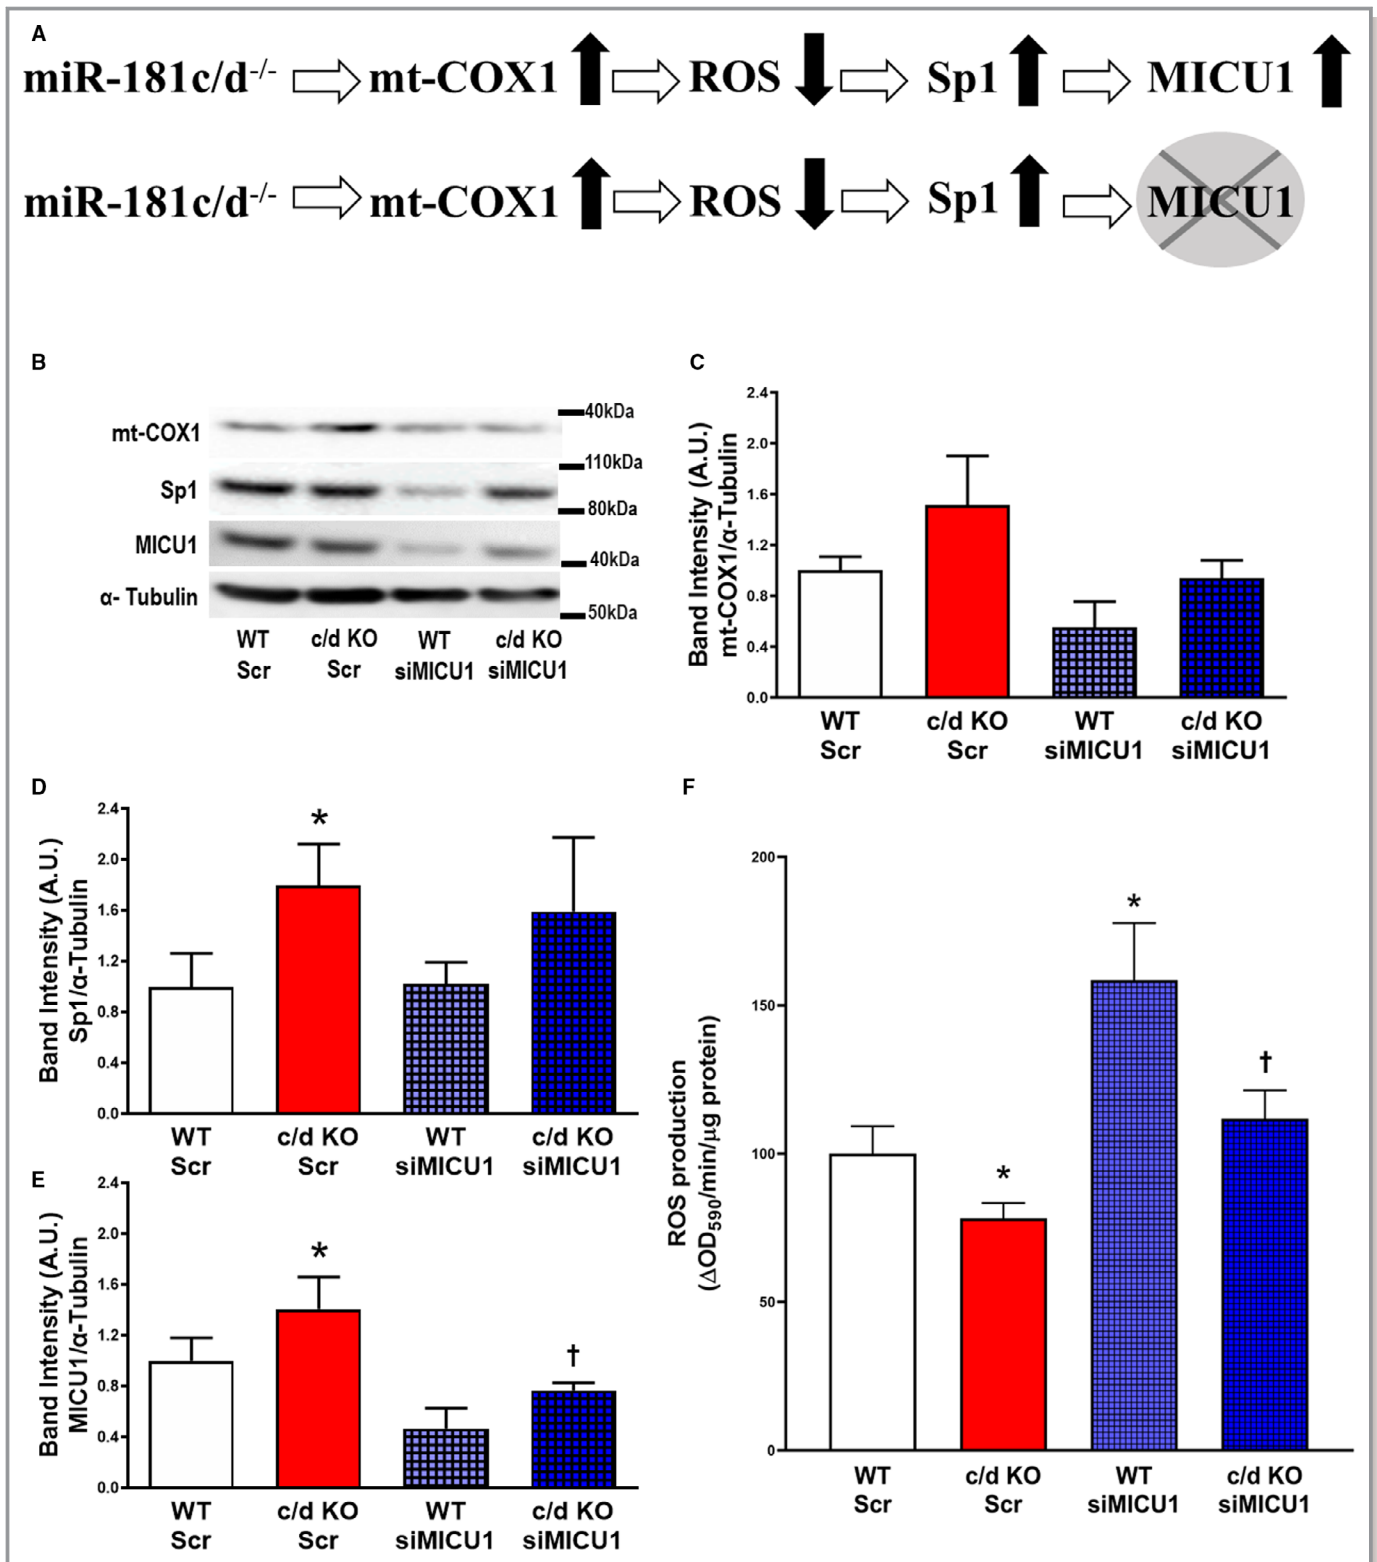 A
miR-181c/d-/- mt-COX1 ROS Sp1 MICU1
miR-181c/d-/- mt-COX1 ROS Sp1 MICU1
B
mt-COX1
Sp1
MICU1
α- Tubulin
40kDa
110kDa
80kDa
40kDa
50kDa
WT
Scr
c/d KO
Scr
WT
siMICU1
c/d KO
siMICU1
C
Band Intensity (A.U.)
mt-COX1/α-Tubulin
2.4
2.0
1.6
1.2
0.8
0.4
0.0
WT
Scr
c/d KO
Scr
WT
siMICU1
c/d KO
siMICU1
D
Band Intensity (A.U.)
Sp1/α-Tubulin
2.4
2.0
1.6
1.2
0.8
0.4
0.0
*
WT
Scr
c/d KO
Scr
WT
siMICU1
c/d KO
siMICU1
E
Band Intensity (A.U.)
MICU1/α-Tubulin
2.4
2.0
1.6
1.2
0.8
0.4
0.0
*
†
WT
Scr
c/d KO
Scr
WT
siMICU1
c/d KO
siMICU1
F
ROS production
(ΔOD590/min/µg protein)
200
150
100
50
0
*
*
†
WT
Scr
c/d KO
Scr
WT
siMICU1
c/d KO
siMICU1